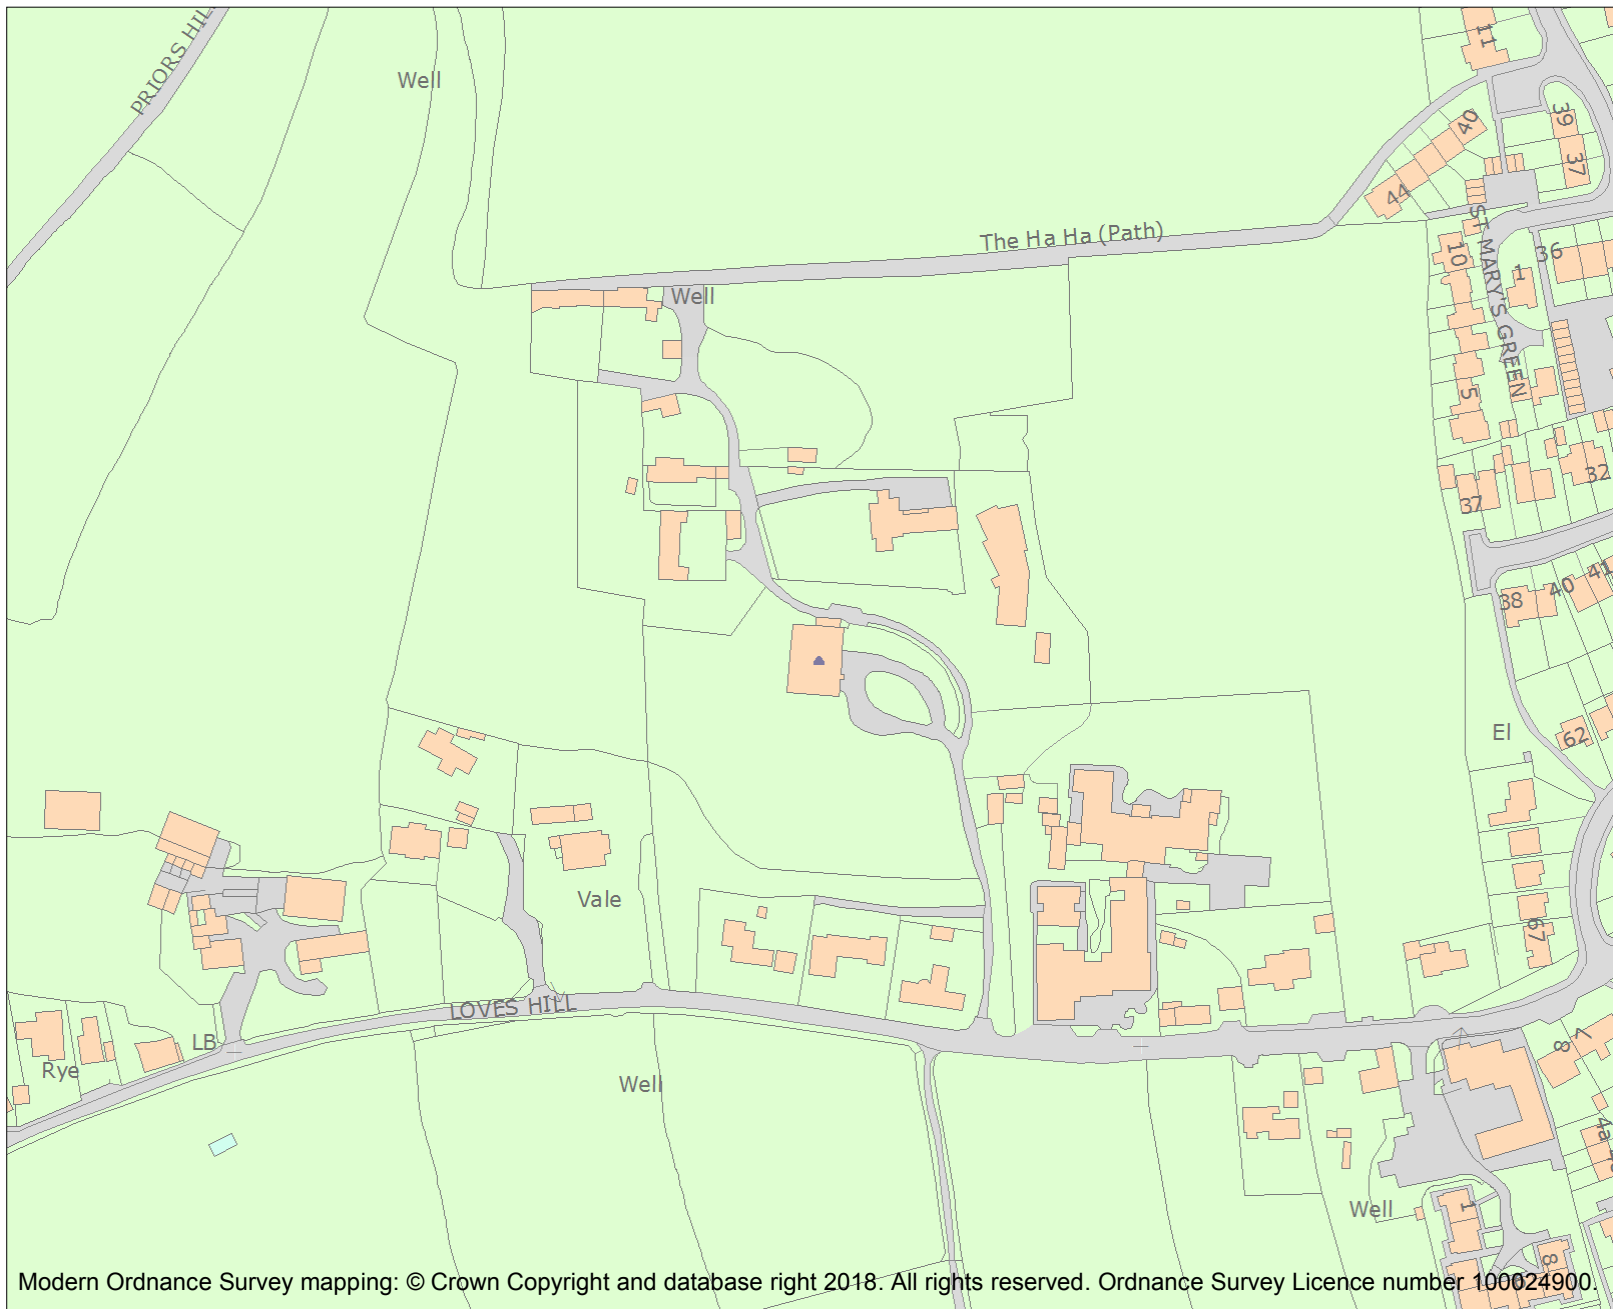 PRIORS HILL
Well
11
40
39
37
44
The Ha Ha (Path)
ST MARY'S GREEN
10
36
1
Well
5
32
37
38
40
41
El
62
Vale
67
LOVES HILL
LB
Rye
Well
8
7
4a
Well
1
8
Modern Ordnance Survey mapping: © Crown Copyright and database right 2018. All rights reserved. Ordnance Survey Licence number 100024900.